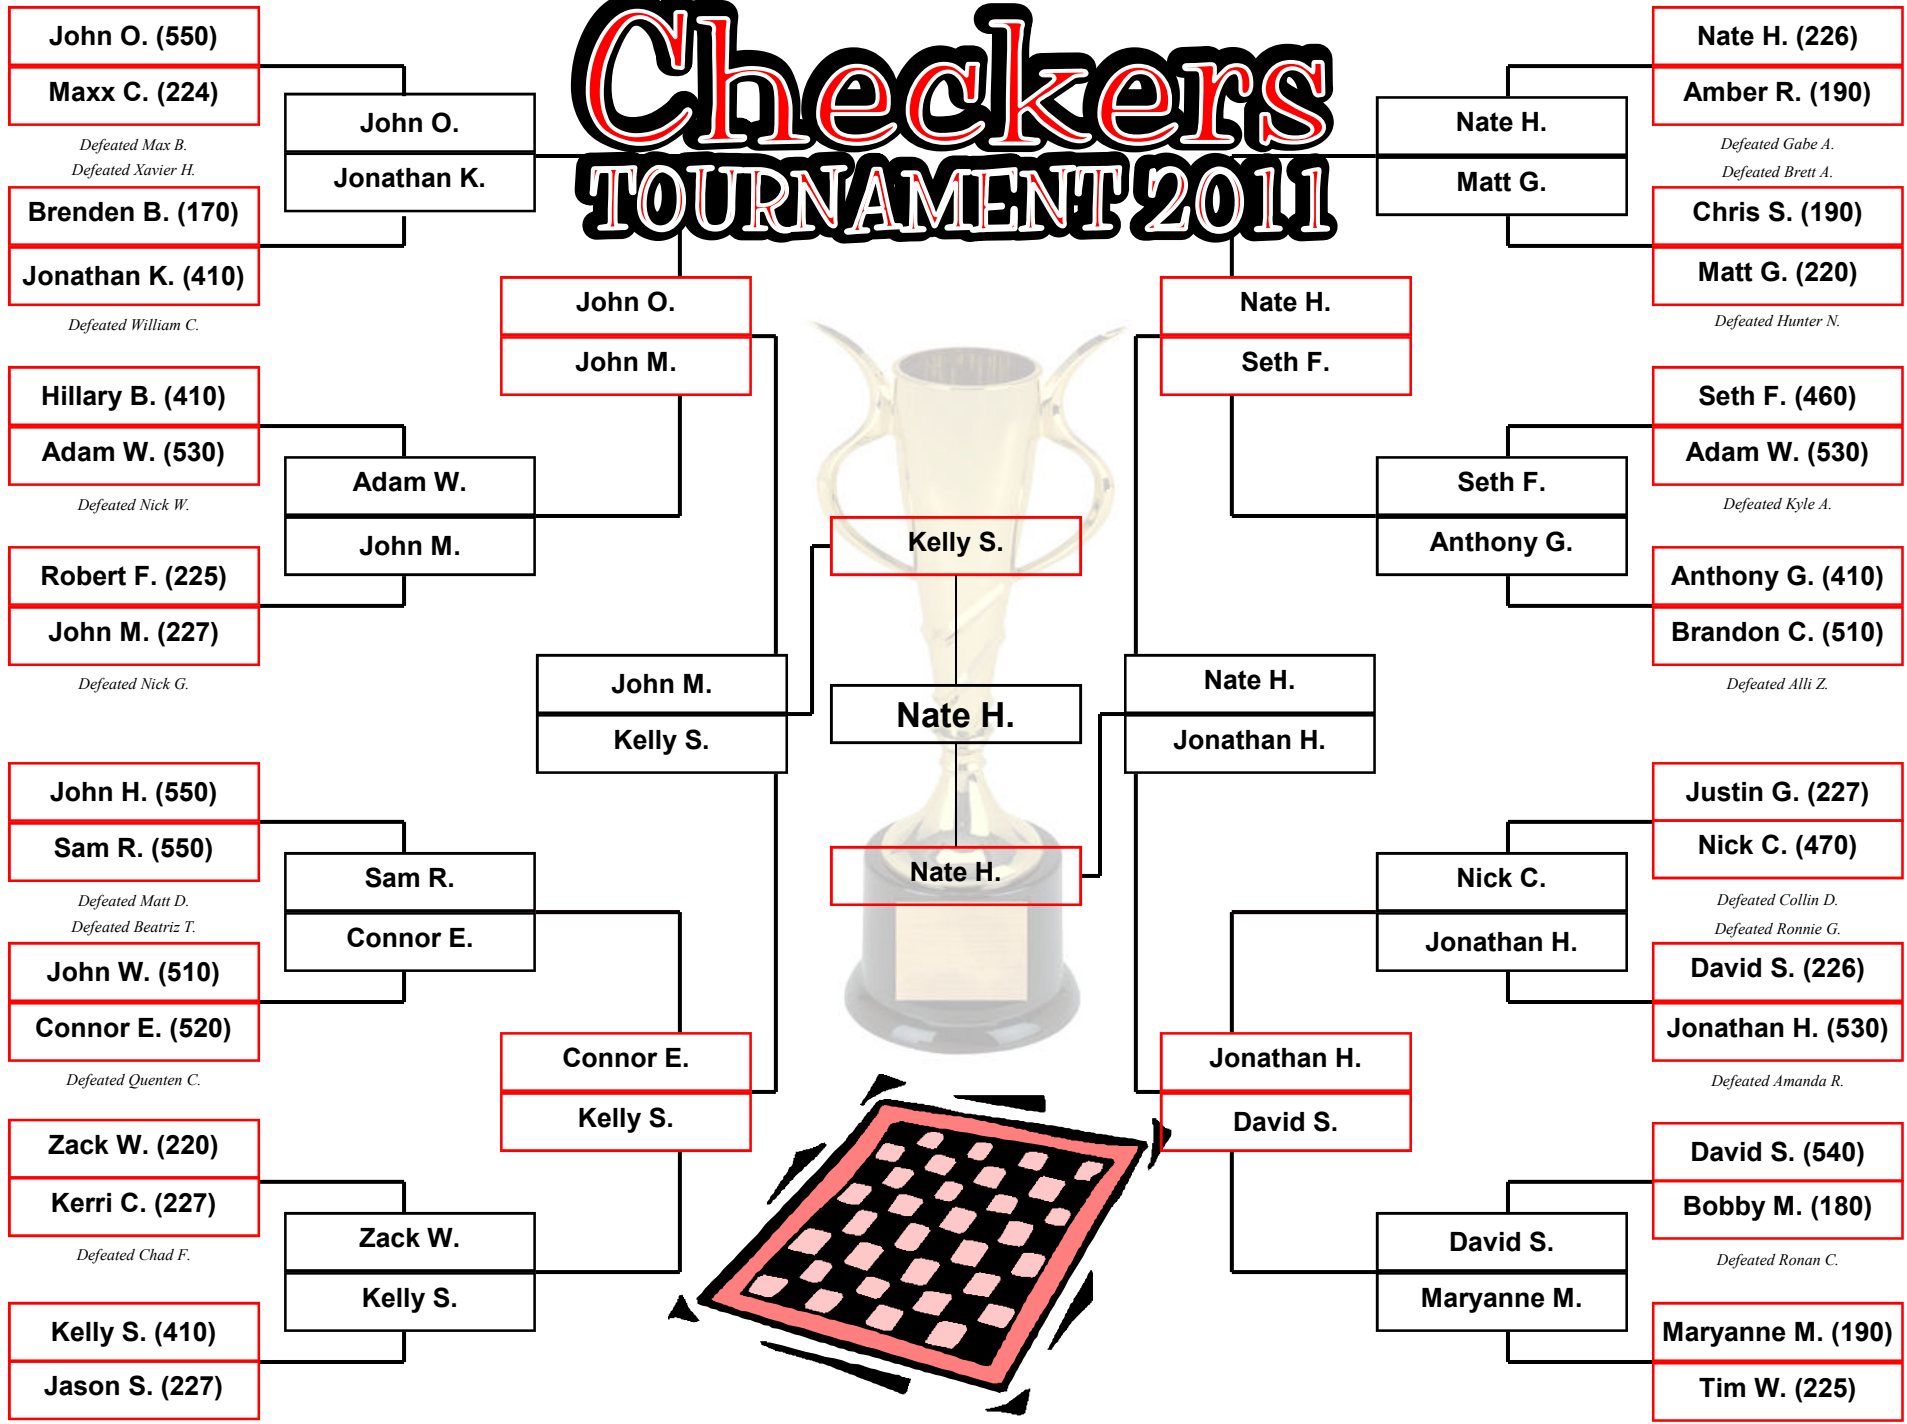 Checkers
TOURNAMENT 2011
John O. (550)
Maxx C. (224)
Defeated Max B.
Defeated Xavier H.
Brenden B. (170)
Jonathan K. (410)
Defeated William C.
Hillary B. (410)
Adam W. (530)
Defeated Nick W.
Robert F. (225)
John M. (227)
Defeated Nick G.
John H. (550)
Sam R. (550)
Defeated Matt D.
Defeated Beatriz T.
John W. (510)
Connor E. (520)
Defeated Quenten C.
Zack W. (220)
Kerri C. (227)
Defeated Chad F.
Kelly S. (410)
Jason S. (227)
John O.
Jonathan K.
Adam W.
John M.
Sam R.
Connor E.
Zack W.
Kelly S.
John O.
John M.
Connor E.
Kelly S.
John M.
Kelly S.
Kelly S.
Nate H.
Nate H.
Nate H.
Jonathan H.
Nate H.
Seth F.
Jonathan H.
David S.
Nate H.
Matt G.
Seth F.
Anthony G.
Nick C.
Jonathan H.
David S.
Maryanne M.
Nate H. (226)
Amber R. (190)
Defeated Gabe A.
Defeated Brett A.
Chris S. (190)
Matt G. (220)
Defeated Hunter N.
Seth F. (460)
Adam W. (530)
Defeated Kyle A.
Anthony G. (410)
Brandon C. (510)
Defeated Alli Z.
Justin G. (227)
Nick C. (470)
Defeated Collin D.
Defeated Ronnie G.
David S. (226)
Jonathan H. (530)
Defeated Amanda R.
David S. (540)
Bobby M. (180)
Defeated Ronan C.
Maryanne M. (190)
Tim W. (225)